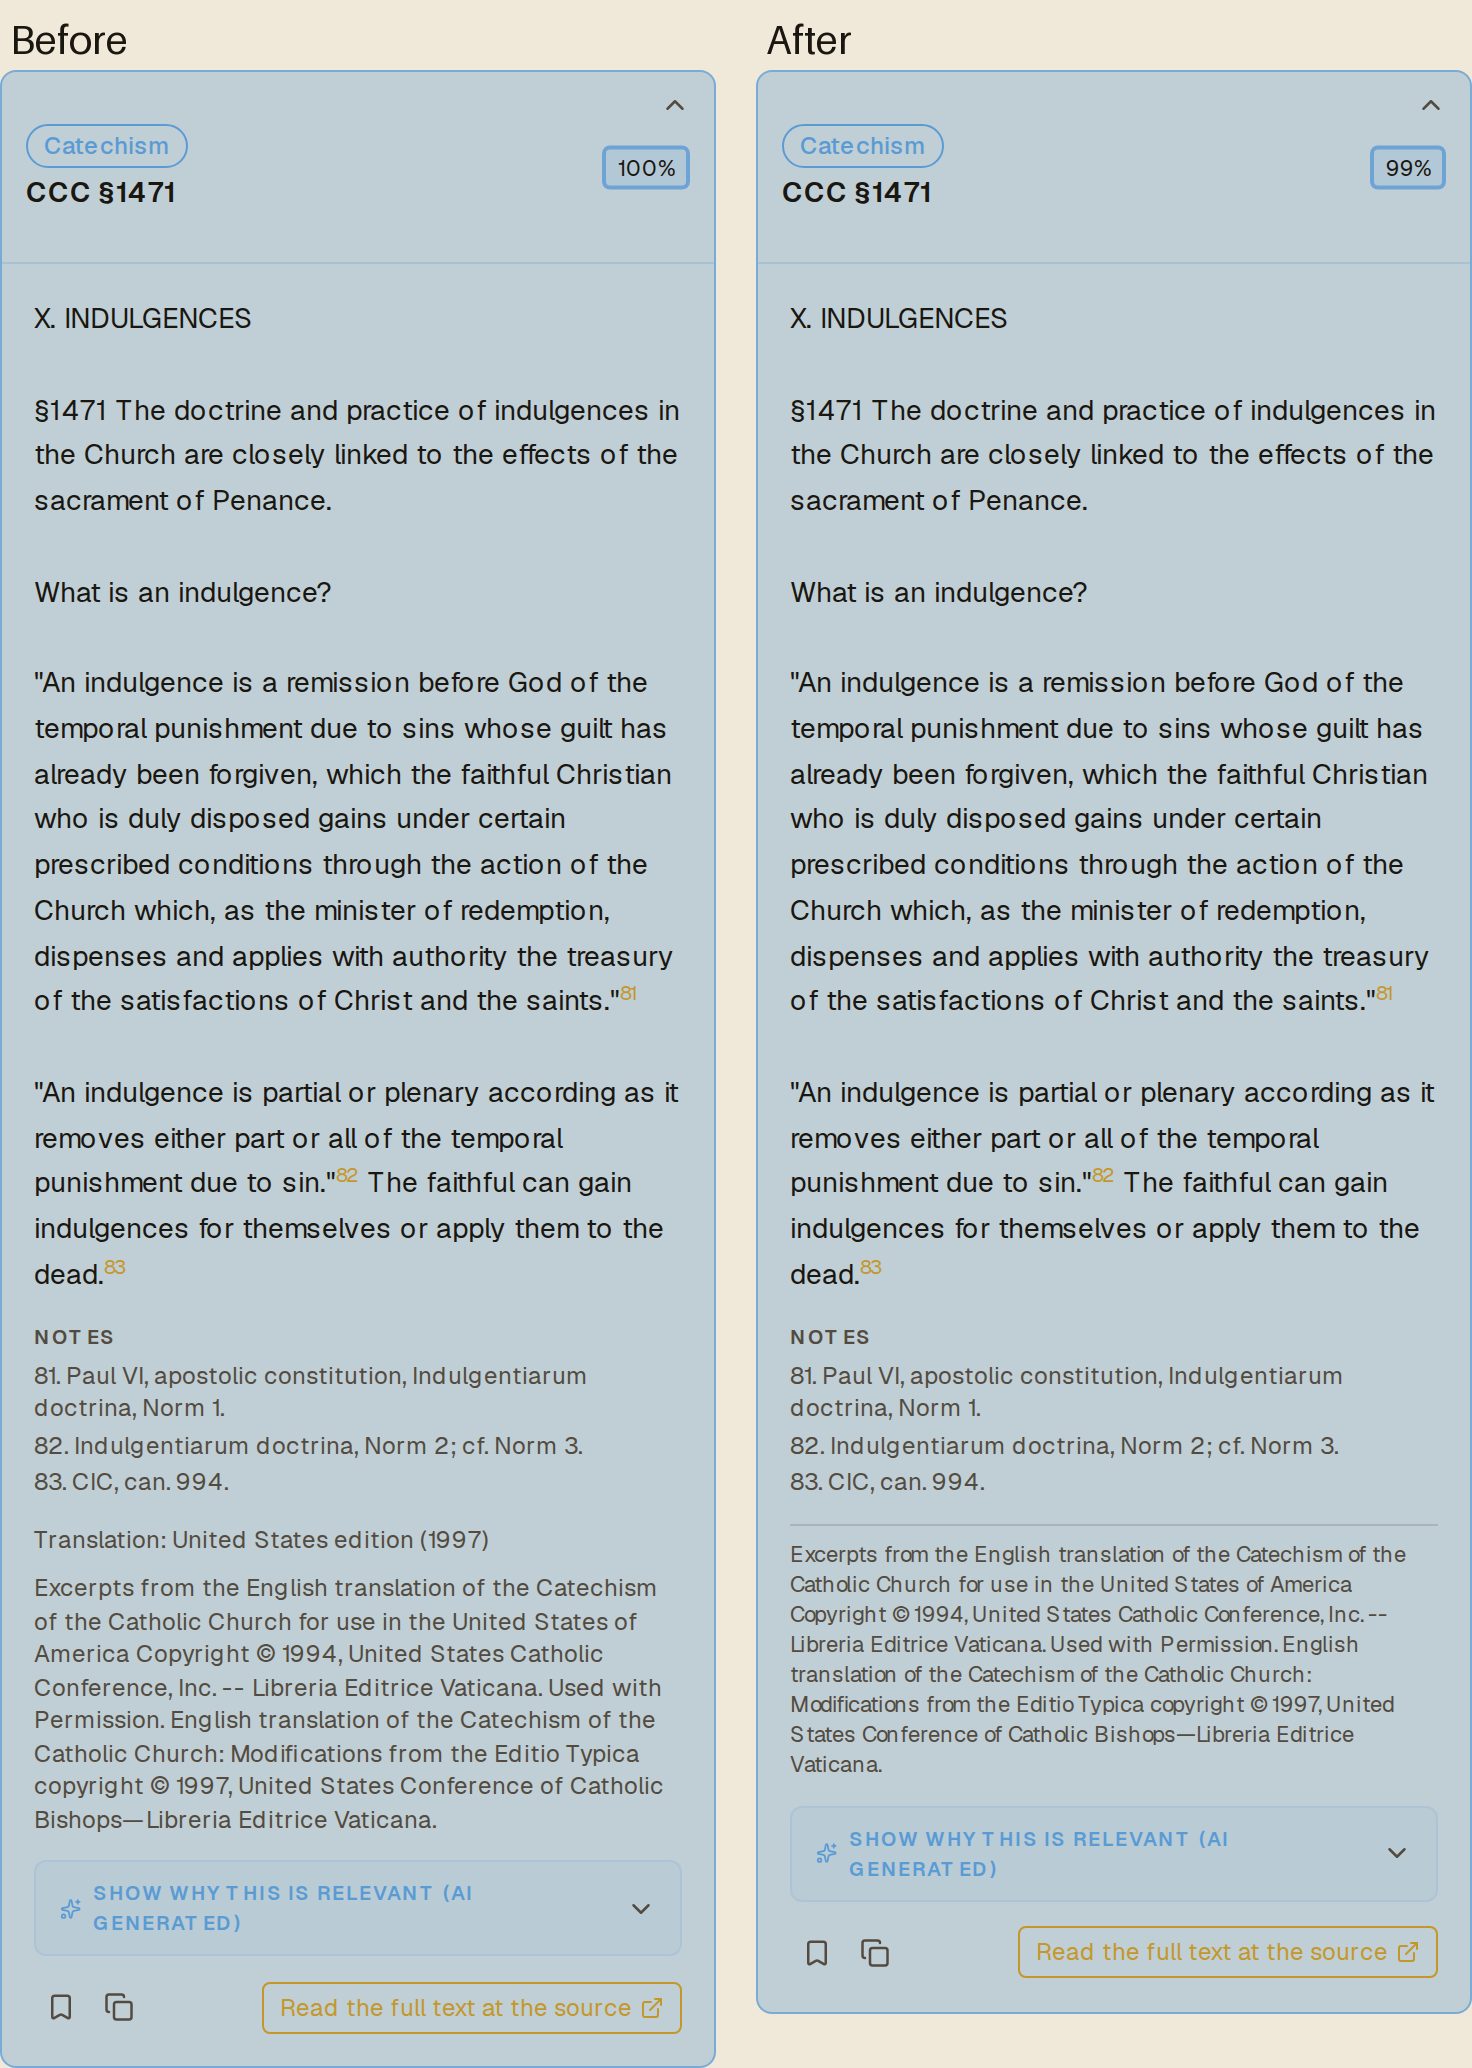 Before
Catechism
100%
CCC §1471
X. INDULGENCES
§1471 The doctrine and practice of indulgences in
the Church are closely linked to the effects of the
sacrament of Penance.
What is an indulgence?
"An indulgence is a remission before God of the
temporal punishment due to sins whose guilt has
already been forgiven, which the faithful Christian
who is duly disposed gains under certain
prescribed conditions through the action of the
Church which, as the minister of redemption,
dispenses and applies with authority the treasury
of the satisfactions of Christ and the saints."81
"An indulgence is partial or plenary according as it
removes either part or all of the temporal
punishment due to sin."82 The faithful can gain
indulgences for themselves or apply them to the
dead.83
NOTES
81. Paul VI, apostolic constitution, Indulgentiarum
doctrina, Norm 1.
82. Indulgentiarum doctrina, Norm 2; cf. Norm 3.
83. CIC, can. 994.
Translation: United States edition (1997)
Excerpts from the English translation of the Catechism
of the Catholic Church for use in the United States of
America Copyright © 1994, United States Catholic
Conference, Inc. -- Libreria Editrice Vaticana. Used with
Permission. English translation of the Catechism of the
Catholic Church: Modifications from the Editio Typica
copyright © 1997, United States Conference of Catholic
Bishops—Libreria Editrice Vaticana.
SHOW WHY THIS IS RELEVANT (AI
GENERATED)
Read the full text at the source
After
Catechism
99%
CCC §1471
X. INDULGENCES
§1471 The doctrine and practice of indulgences in
the Church are closely linked to the effects of the
sacrament of Penance.
What is an indulgence?
"An indulgence is a remission before God of the
temporal punishment due to sins whose guilt has
already been forgiven, which the faithful Christian
who is duly disposed gains under certain
prescribed conditions through the action of the
Church which, as the minister of redemption,
dispenses and applies with authority the treasury
of the satisfactions of Christ and the saints."81
"An indulgence is partial or plenary according as it
removes either part or all of the temporal
punishment due to sin."82 The faithful can gain
indulgences for themselves or apply them to the
dead.83
NOTES
81. Paul VI, apostolic constitution, Indulgentiarum
doctrina, Norm 1.
82. Indulgentiarum doctrina, Norm 2; cf. Norm 3.
83. CIC, can. 994.
Excerpts from the English translation of the Catechism of the
Catholic Church for use in the United States of America
Copyright © 1994, United States Catholic Conference, Inc. --
Libreria Editrice Vaticana. Used with Permission. English
translation of the Catechism of the Catholic Church:
Modifications from the Editio Typica copyright © 1997, United
States Conference of Catholic Bishops—Libreria Editrice
Vaticana.
SHOW WHY THIS IS RELEVANT (AI
GENERATED)
Read the full text at the source